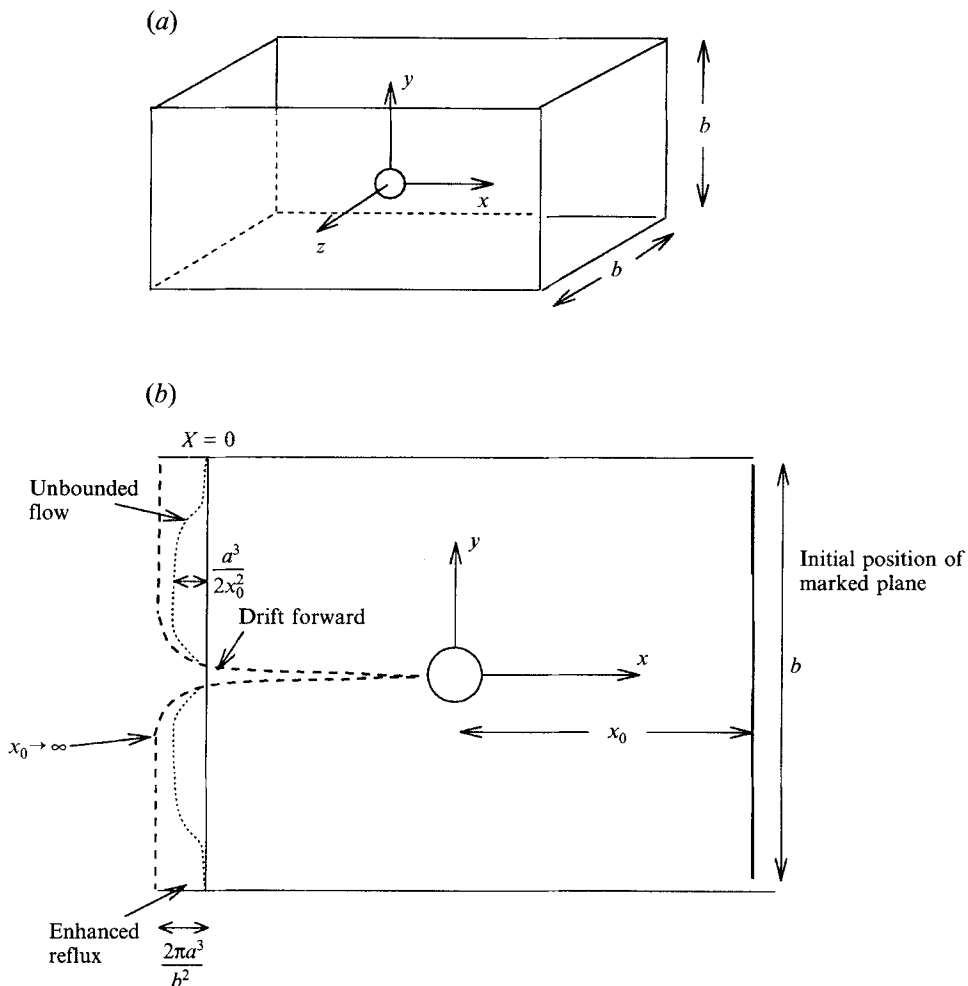 (a)
y
b
x
z
b
(b)
X = 0
Unbounded
flow
y
a³
2x₀²
Initial position of
marked plane
Drift forward
x
b
x₀
x₀→∞
Enhanced
reflux
2πa³
b²